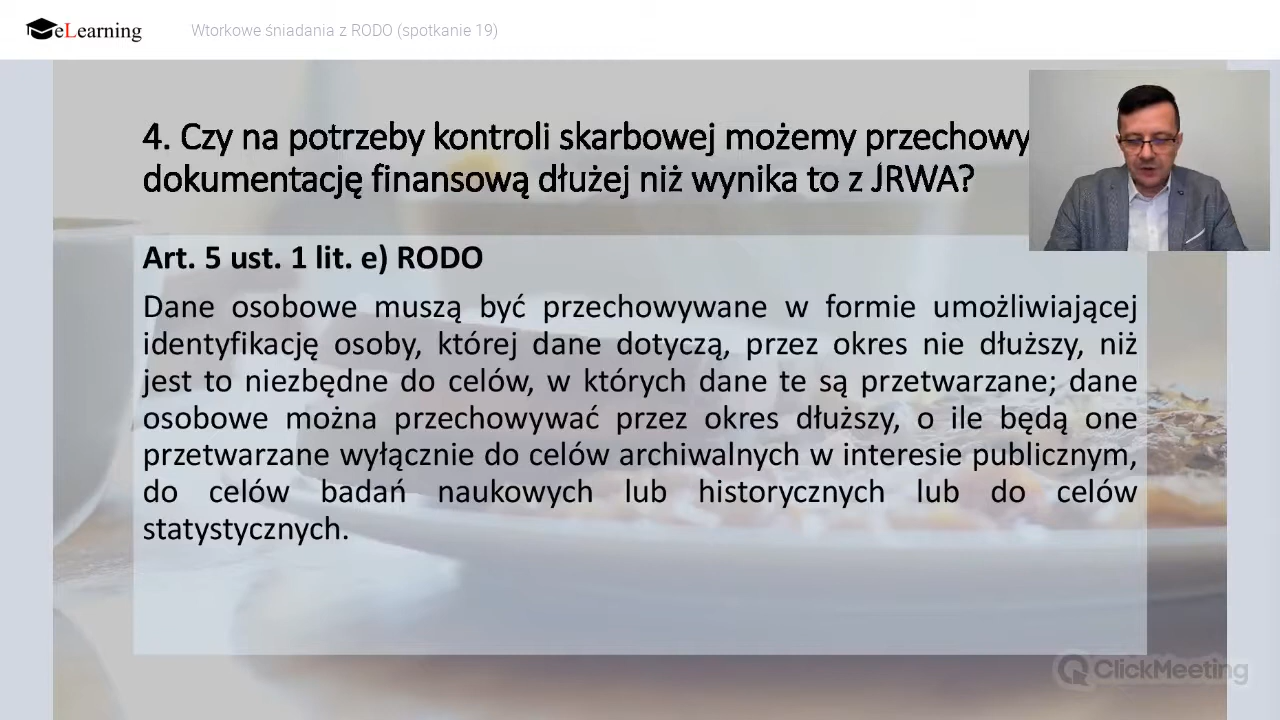 eLearning
Wtorkowe śniadania z RODO (spotkanie 19)
4. Czy na potrzeby kontroli skarbowej możemy przechowy
dokumentację finansową dłużej niż wynika to z JRWA?
Art. 5 ust. 1 lit. e) RODO
Dane osobowe muszą być przechowywane w formie umożliwiającej
identyfikację osoby, której dane dotyczą, przez okres nie dłuższy, niż
jest to niezbędne do celów, w których dane te są przetwarzane; dane
osobowe można przechowywać przez okres dłuższy, o ile będą one
przetwarzane wyłącznie do celów archiwalnych w interesie publicznym,
do celów badań naukowych lub historycznych lub do celów
statystycznych.
ClickMeeting